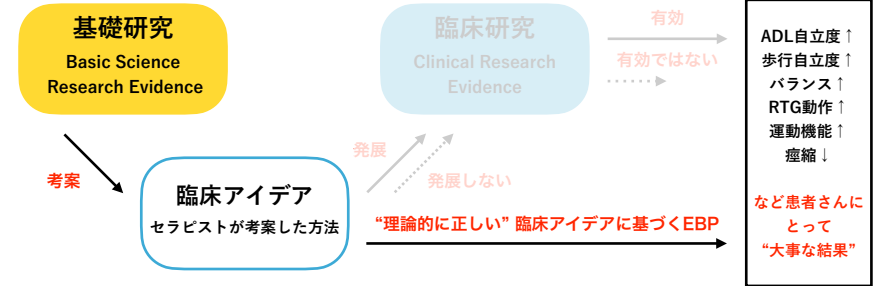 基礎研究
Basic Science
Research Evidence
臨床研究
Clinical Research
Evidence
有効
有効ではない
考案
発展
発展しない
臨床アイデア
セラピストが考案した方法
“理論的に正しい” 臨床アイデアに基づくEBP
ADL自立度↑
歩行自立度↑
バランス↑
RTG動作↑
運動機能↑
痙縮↓
など患者さんに
とって
“大事な結果”